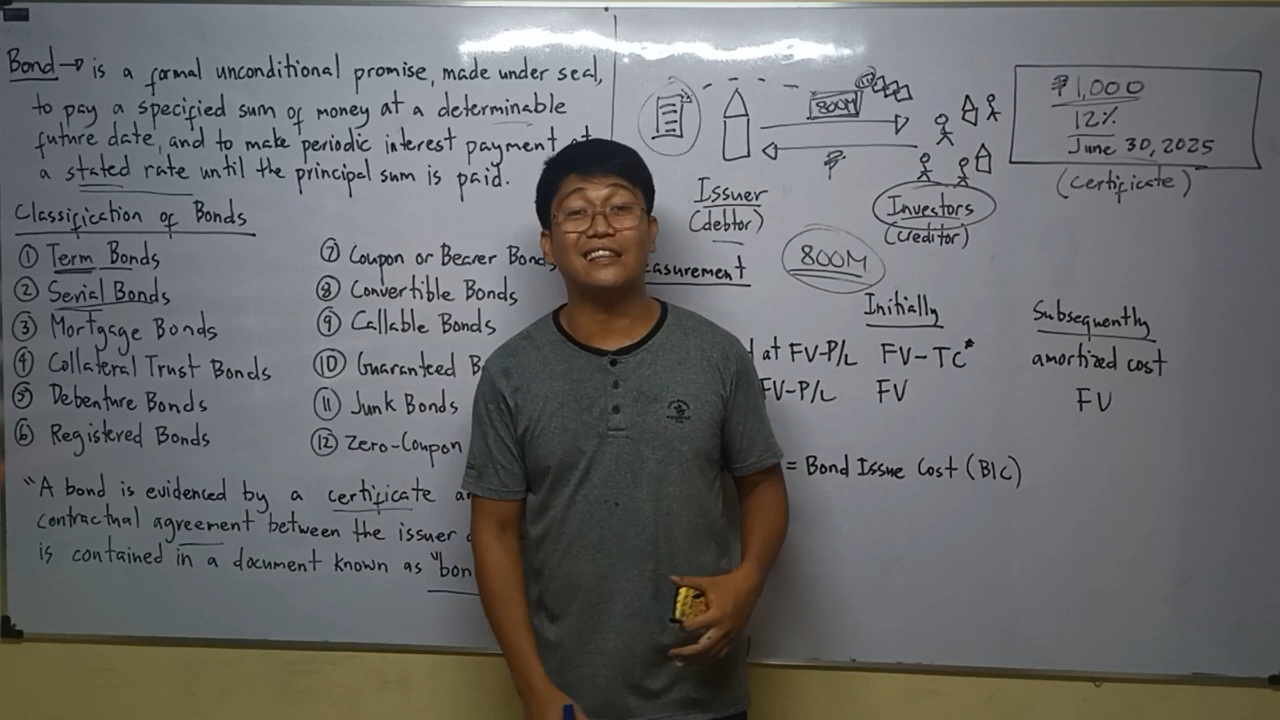 Bond → is a formal unconditional promise, made under seal,
to pay a specified sum of money at a determinable
future date, and to make periodic interest payment at
a stated rate until the principal sum is paid.
Classification of Bonds
① Term Bonds
② Serial Bonds
③ Mortgage Bonds
④ Collateral Trust Bonds
⑤ Debenture Bonds
⑥ Registered Bonds
⑦ Coupon or Bearer Bonds
⑧ Convertible Bonds
⑨ Callable Bonds
⑩ Guaranteed B
⑪ Junk Bonds
⑫ Zero-Coupon
"A bond is evidenced by a certificate a
contractual agreement between the issuer
is contained in a document known as "bon
800M
₱
Issuer
(debtor)
Investors
(creditor)
₱1,000
12%
June 30, 2025
(certificate)
asurement
800M
Initially
Subsequently
at FV-P/L FV-TC* amortized cost
FV-P/L FV FV
= Bond Issue Cost (BIC)